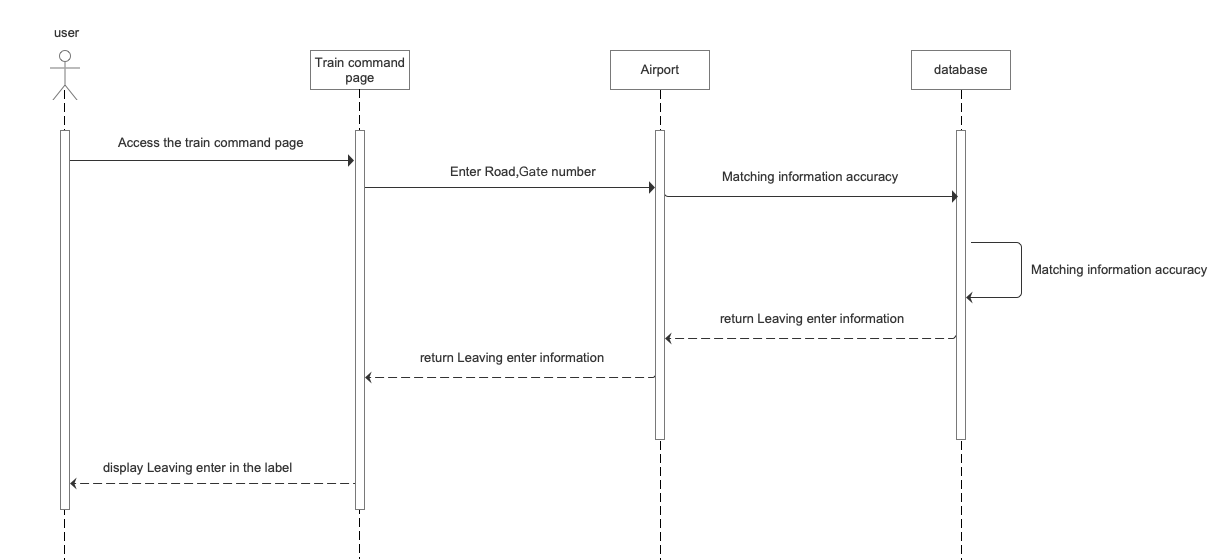 user
Train command
page
Airport
database
Access the train command page
Enter Road,Gate number
Matching information accuracy
Matching information accuracy
return Leaving enter information
return Leaving enter information
display Leaving enter in the label